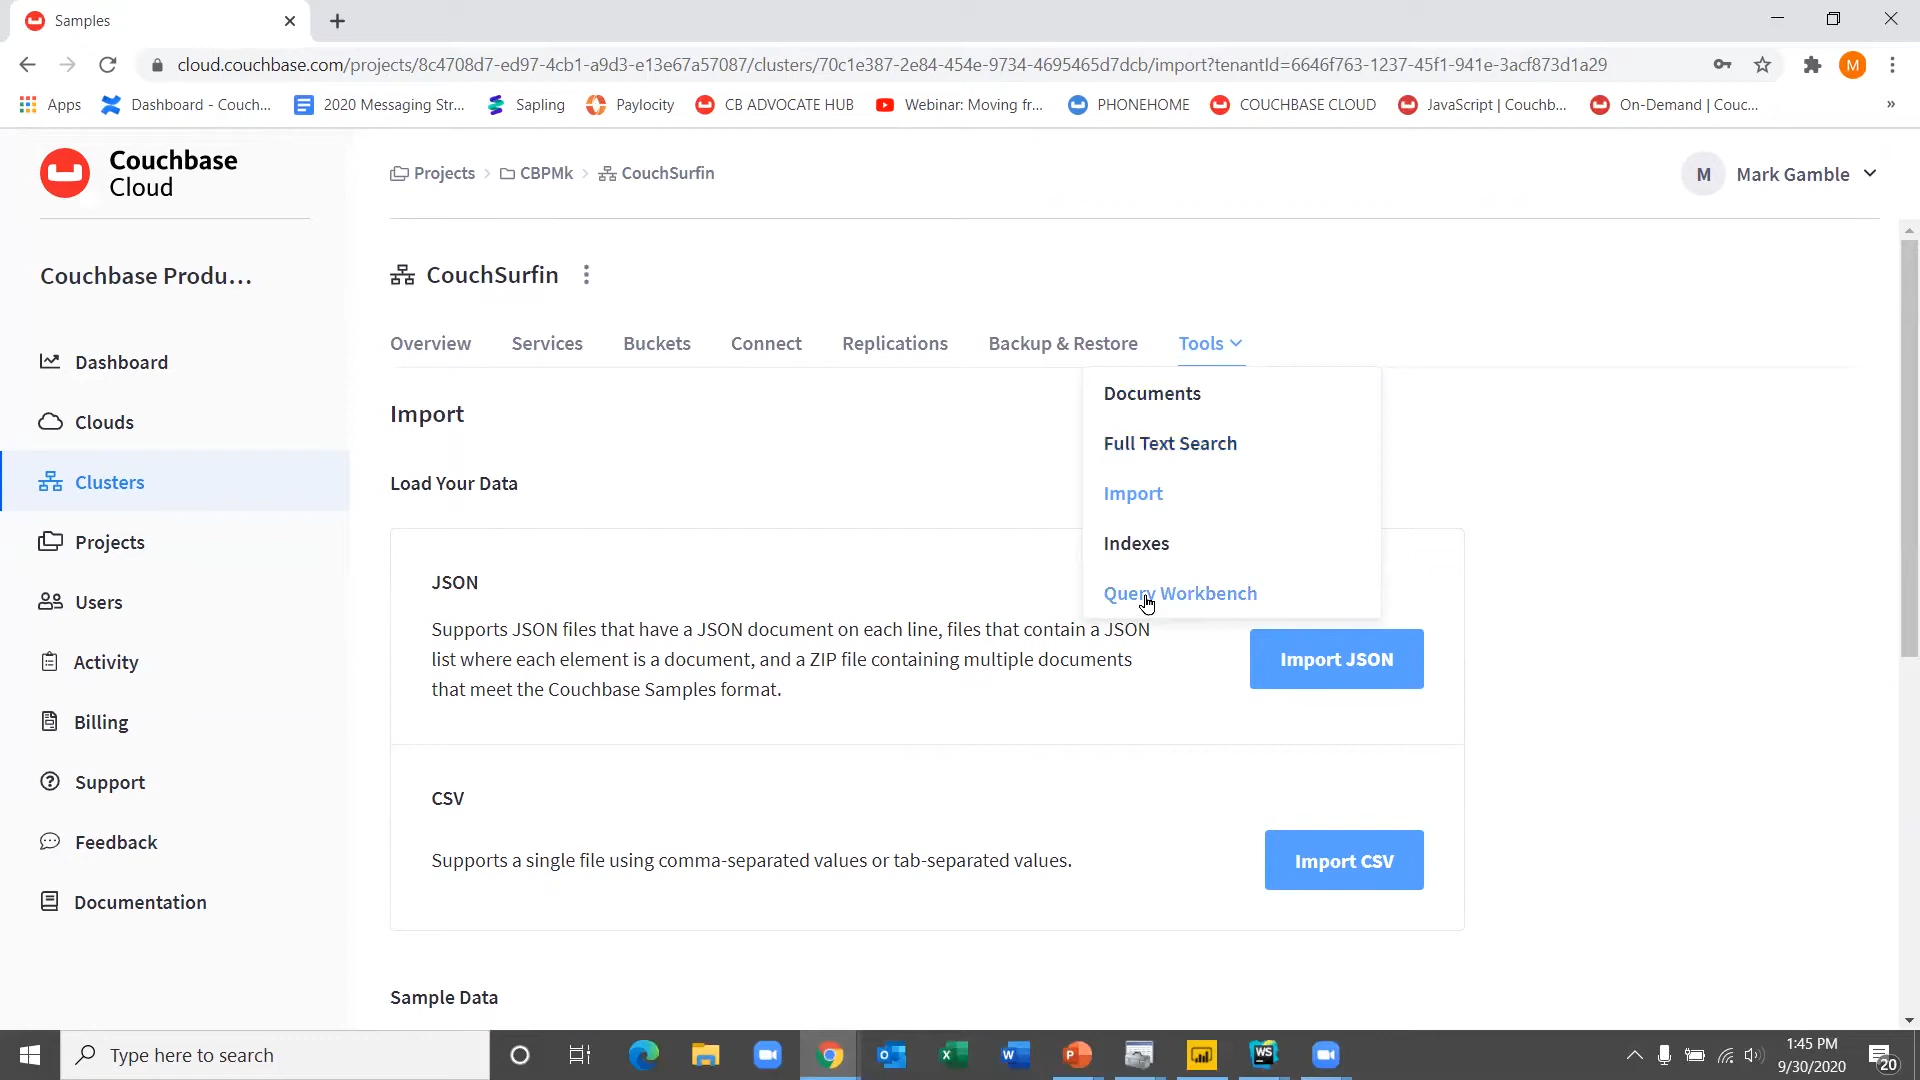 Samples
cloud.couchbase.com/projects/8c4708d7-ed97-4cb1-a9d3-e13e67a57087/clusters/70c1e387-2e84-454e-9734-4695465d7dcb/import?tenantId=6646f763-1237-45f1-941e-3acf873d1a29
M
Apps
Dashboard - Couch...
2020 Messaging Str...
Sapling
Paylocity
CB ADVOCATE HUB
Webinar: Moving fr...
PHONEHOME
COUCHBASE CLOUD
JavaScript | Couchb...
On-Demand | Couc...
»
Couchbase
Cloud
Projects > CBPMk > CouchSurfin
M
Mark Gamble
Couchbase Produ...
Dashboard
Clouds
Clusters
Projects
Users
Activity
Billing
Support
Feedback
Documentation
CouchSurfin
Overview
Services
Buckets
Connect
Replications
Backup & Restore
Tools
Documents
Full Text Search
Import
Indexes
Query Workbench
Import
Load Your Data
JSON
Supports JSON files that have a JSON document on each line, files that contain a JSON
list where each element is a document, and a ZIP file containing multiple documents
that meet the Couchbase Samples format.
Import JSON
CSV
Supports a single file using comma-separated values or tab-separated values.
Import CSV
Sample Data
Type here to search
WS
1:45 PM
9/30/2020
20